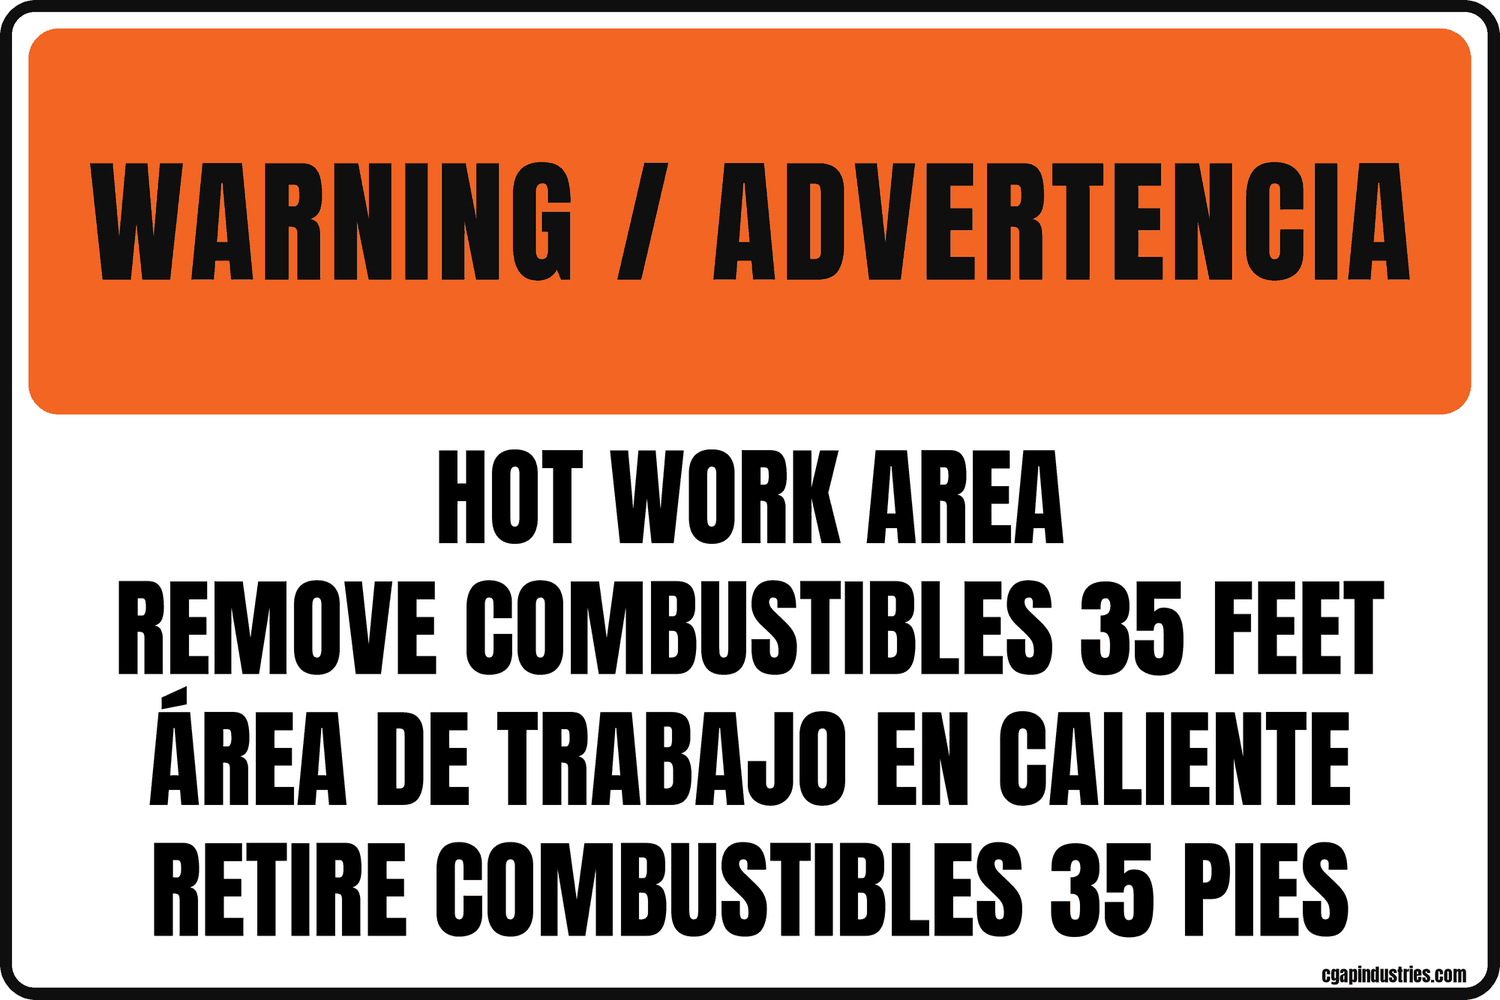 WARNING / ADVERTENCIA
HOT WORK AREA
REMOVE COMBUSTIBLES 35 FEET
ÁREA DE TRABAJO EN CALIENTE
RETIRE COMBUSTIBLES 35 PIES
cgapindustries.com